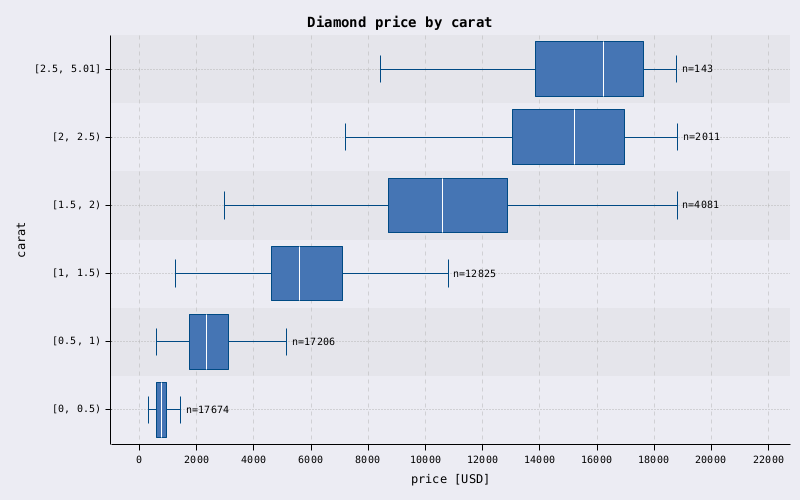 Diamond price by carat
[2.5, 5.01]
n=143
[2, 2.5)
n=2011
[1.5, 2)
n=4081
carat
[1, 1.5)
n=12825
[0.5, 1)
n=17206
[0, 0.5)
n=17674
0 2000 4000 6000 8000 10000 12000 14000 16000 18000 20000 22000
price [USD]